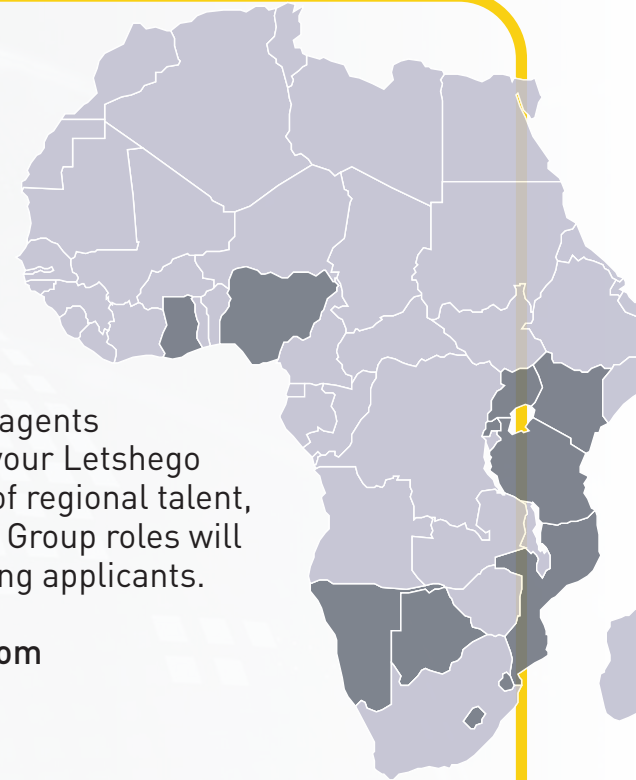 agents
your Letshego
of regional talent,
Group roles will
ng applicants.
om